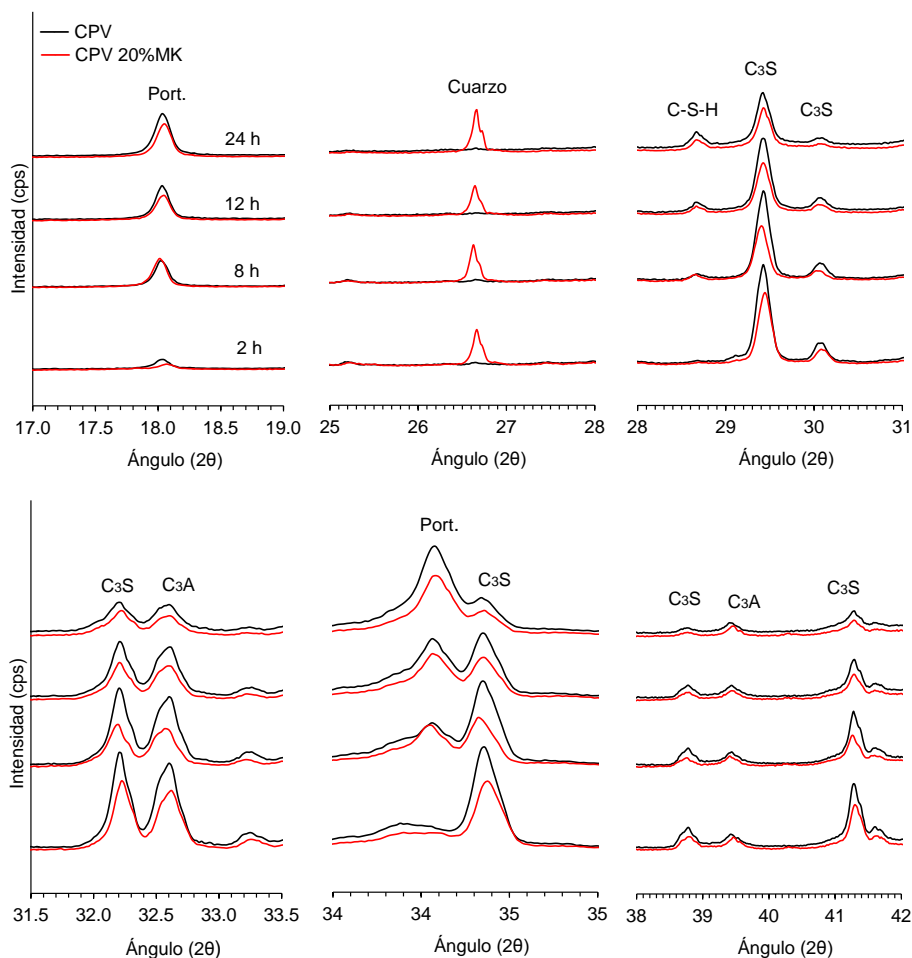 CPV
CPV 20%MK
Port.
Cuarzo
C-S-H
C3S
C3S
24 h
12 h
8 h
2 h
Intensidad (cps)
17.0 17.5 18.0 18.5 19.0
25 26 27 28
28 29 30 31
Ángulo (2θ)
Ángulo (2θ)
Ángulo (2θ)
C3S
C3A
Port.
C3S
C3S
C3A
C3S
Intensidad (cps)
31.5 32.0 32.5 33.0 33.5
34 34 35 35
38 39 40 41 42
Ángulo (2θ)
Ángulo (2θ)
Ángulo (2θ)